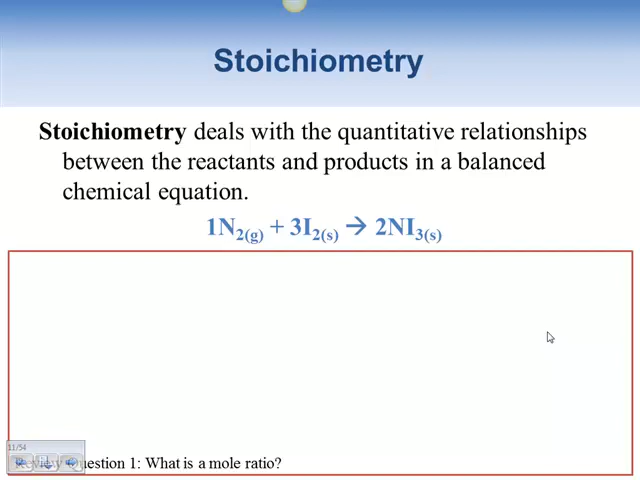 Stoichiometry
Stoichiometry deals with the quantitative relationships
between the reactants and products in a balanced
chemical equation.
1N2(g) + 3I2(s) → 2NI3(s)
11/54
Review Question 1: What is a mole ratio?